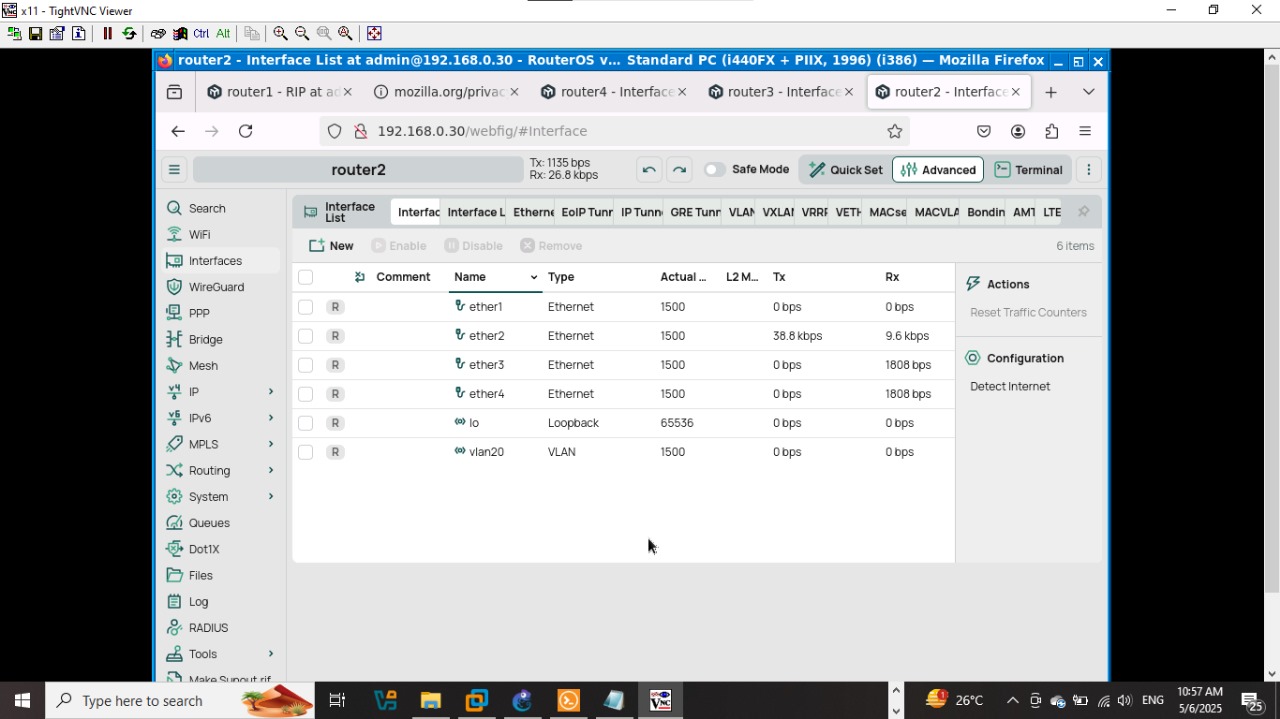 x11 - TightVNC Viewer
Ctrl Alt
router2 - Interface List at admin@192.168.0.30 - RouterOS v... Standard PC (i440FX + PIIX, 1996) (i386) — Mozilla Firefox
router1 - RIP at ad
mozilla.org/privac
router4 - Interface
router3 - Interface
router2 - Interface
192.168.0.30/webfig/#Interface
router2
Tx: 1135 bps
Rx: 26.8 kbps
Safe Mode
Quick Set
Advanced
Terminal
Search
WiFi
Interfaces
WireGuard
PPP
Bridge
Mesh
IP
IPv6
MPLS
Routing
System
Queues
Dot1X
Files
Log
RADIUS
Tools
Make Supout.rif
Interface List
Interfac
Interface L
Etherne
EoIP Tunn
IP Tunn
GRE Tunn
VLAN
VXLAN
VRRP
VETH
MACse
MACVLA
Bondin
AMT
LTE
New Enable Disable Remove 6 items
Comment Name Type Actual ... L2 M... Tx Rx
R ether1 Ethernet 1500 0 bps 0 bps
R ether2 Ethernet 1500 38.8 kbps 9.6 kbps
R ether3 Ethernet 1500 0 bps 1808 bps
R ether4 Ethernet 1500 0 bps 1808 bps
R lo Loopback 65536 0 bps 0 bps
R vlan20 VLAN 1500 0 bps 0 bps
Actions
Reset Traffic Counters
Configuration
Detect Internet
Type here to search
26°C
ENG
10:57 AM
5/6/2025
25